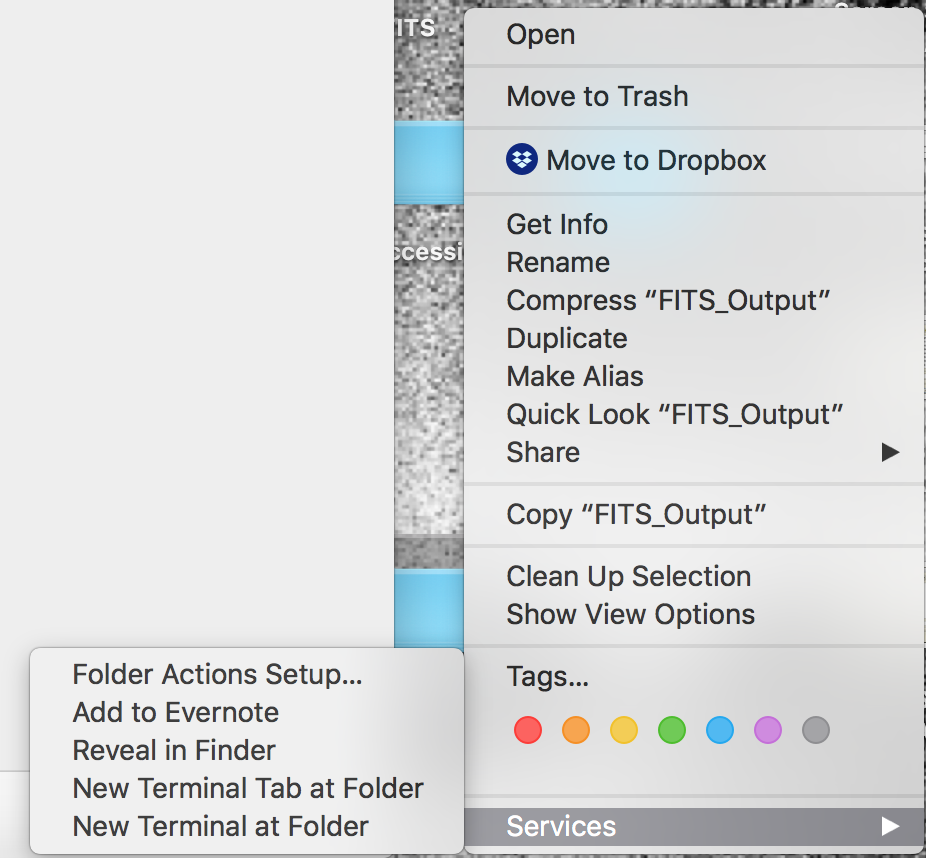 FITS
Open
Move to Trash
Move to Dropbox
Get Info
Rename
Compress “FITS_Output”
Duplicate
Make Alias
Quick Look “FITS_Output”
Share
Copy “FITS_Output”
Clean Up Selection
Show View Options
Tags...
Services
Folder Actions Setup...
Add to Evernote
Reveal in Finder
New Terminal Tab at Folder
New Terminal at Folder